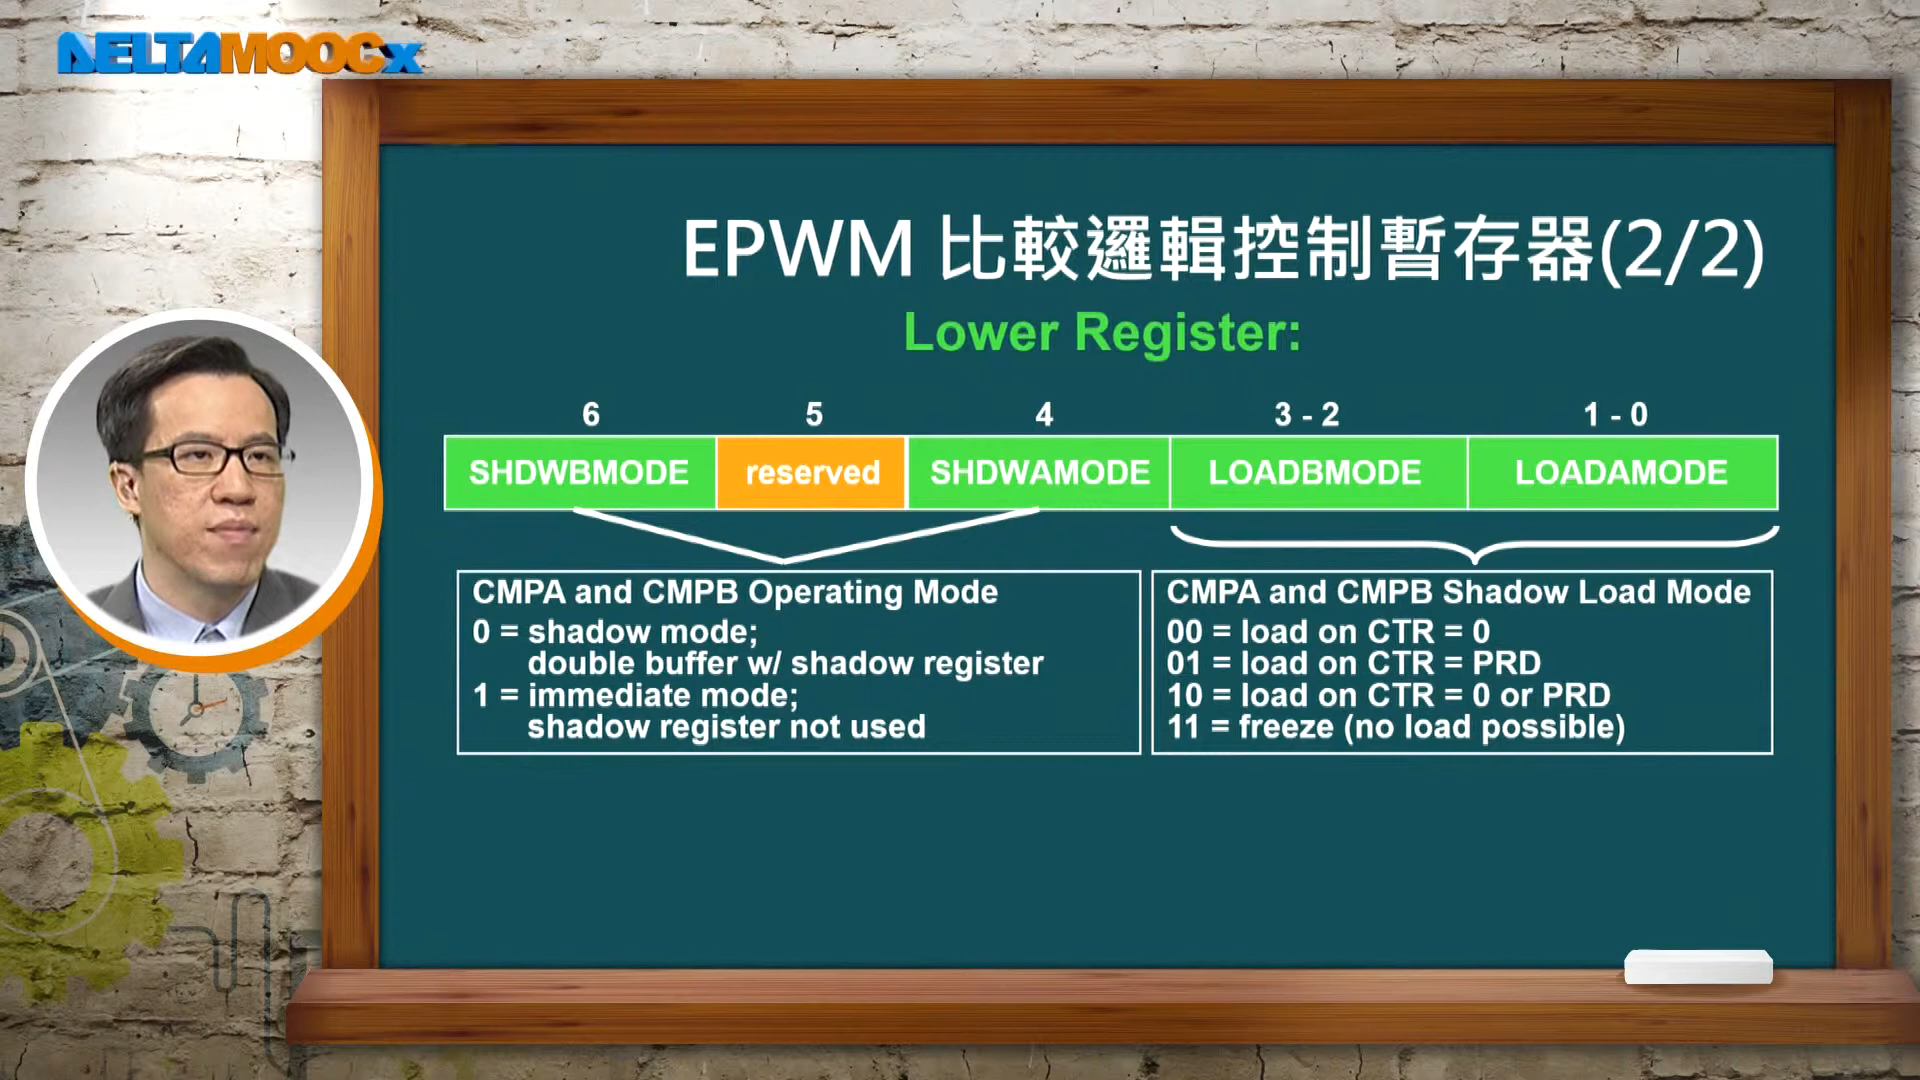 DELTAMOOCx
EPWM 比較邏輯控制暫存器(2/2)
Lower Register:
6 5 4 3 - 2 1 - 0
SHDWBMODE reserved SHDWAMODE LOADBMODE LOADAMODE
CMPA and CMPB Operating Mode
0 = shadow mode;
double buffer w/ shadow register
1 = immediate mode;
shadow register not used
CMPA and CMPB Shadow Load Mode
00 = load on CTR = 0
01 = load on CTR = PRD
10 = load on CTR = 0 or PRD
11 = freeze (no load possible)